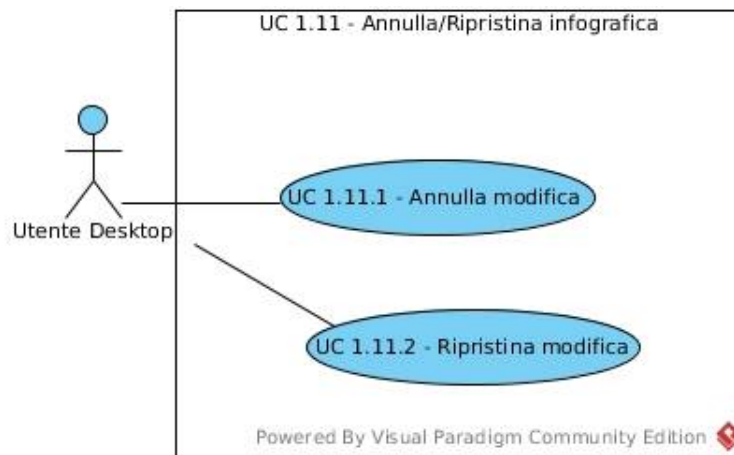 UC 1.11 - Annulla/Ripristina infografica
UC 1.11.1 - Annulla modifica
Utente Desktop
UC 1.11.2 - Ripristina modifica
Powered By Visual Paradigm Community Edition